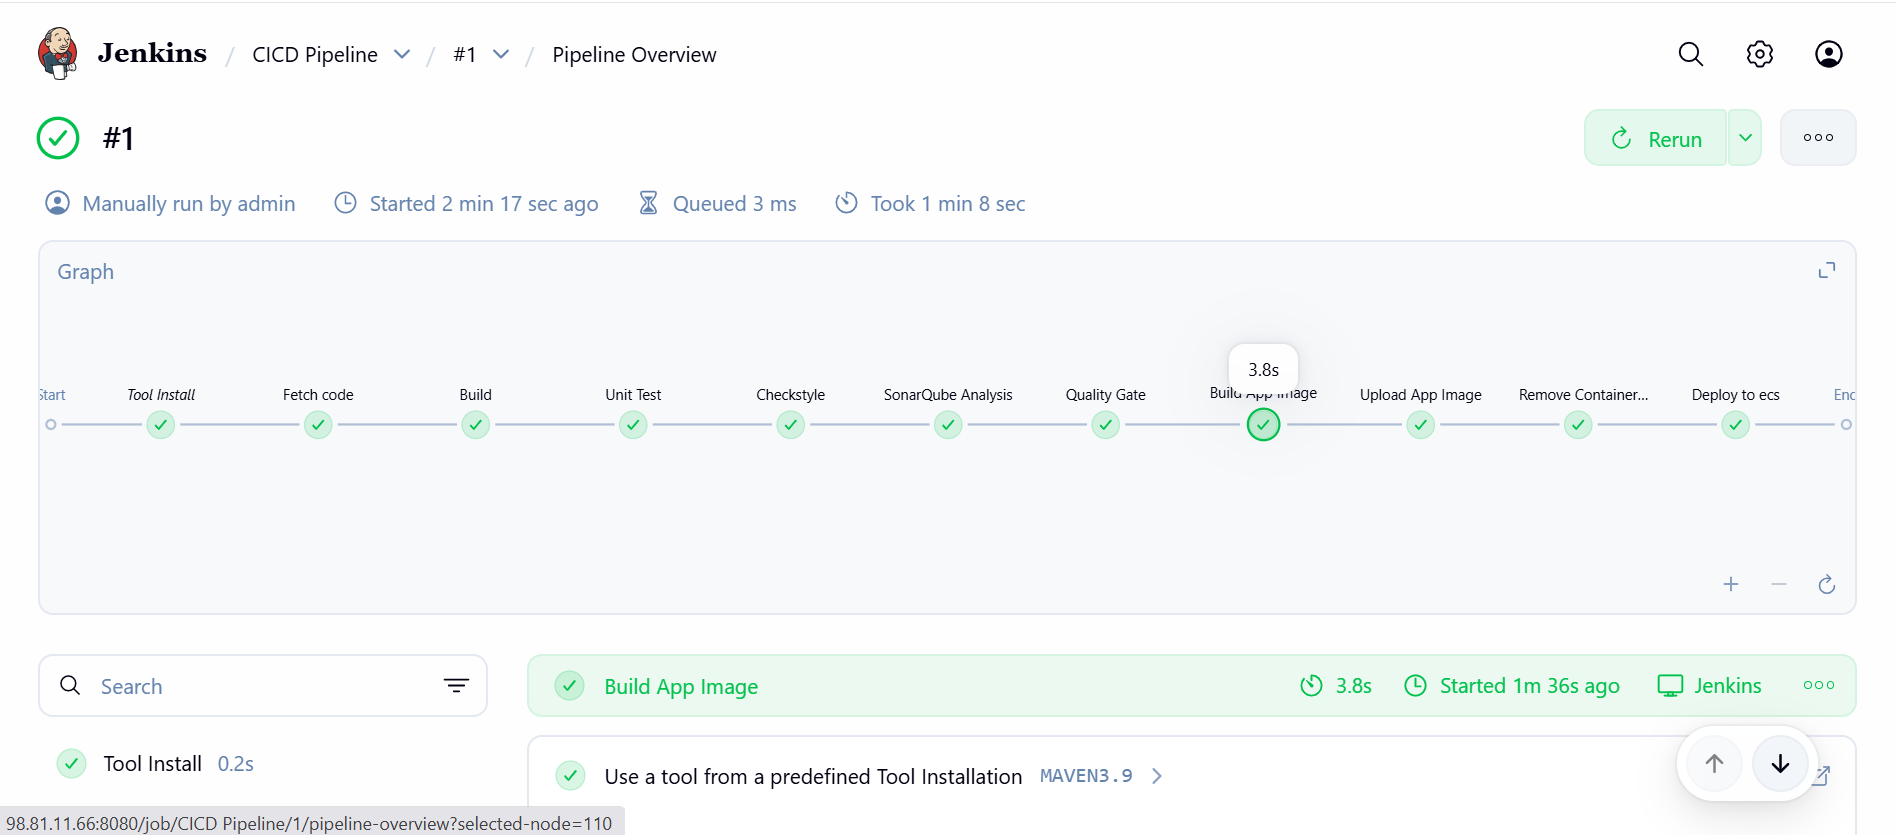 Jenkins / CICD Pipeline / #1 / Pipeline Overview
#1
Rerun
Manually run by admin Started 2 min 17 sec ago Queued 3 ms Took 1 min 8 sec
Graph
3.8s
Start Tool Install Fetch code Build Unit Test Checkstyle SonarQube Analysis Quality Gate Build App Image Upload App Image Remove Container... Deploy to ecs End
Search
Build App Image 3.8s Started 1m 36s ago Jenkins
Tool Install 0.2s
Use a tool from a predefined Tool Installation MAVEN3.9
98.81.11.66:8080/job/CICD Pipeline/1/pipeline-overview?selected-node=110